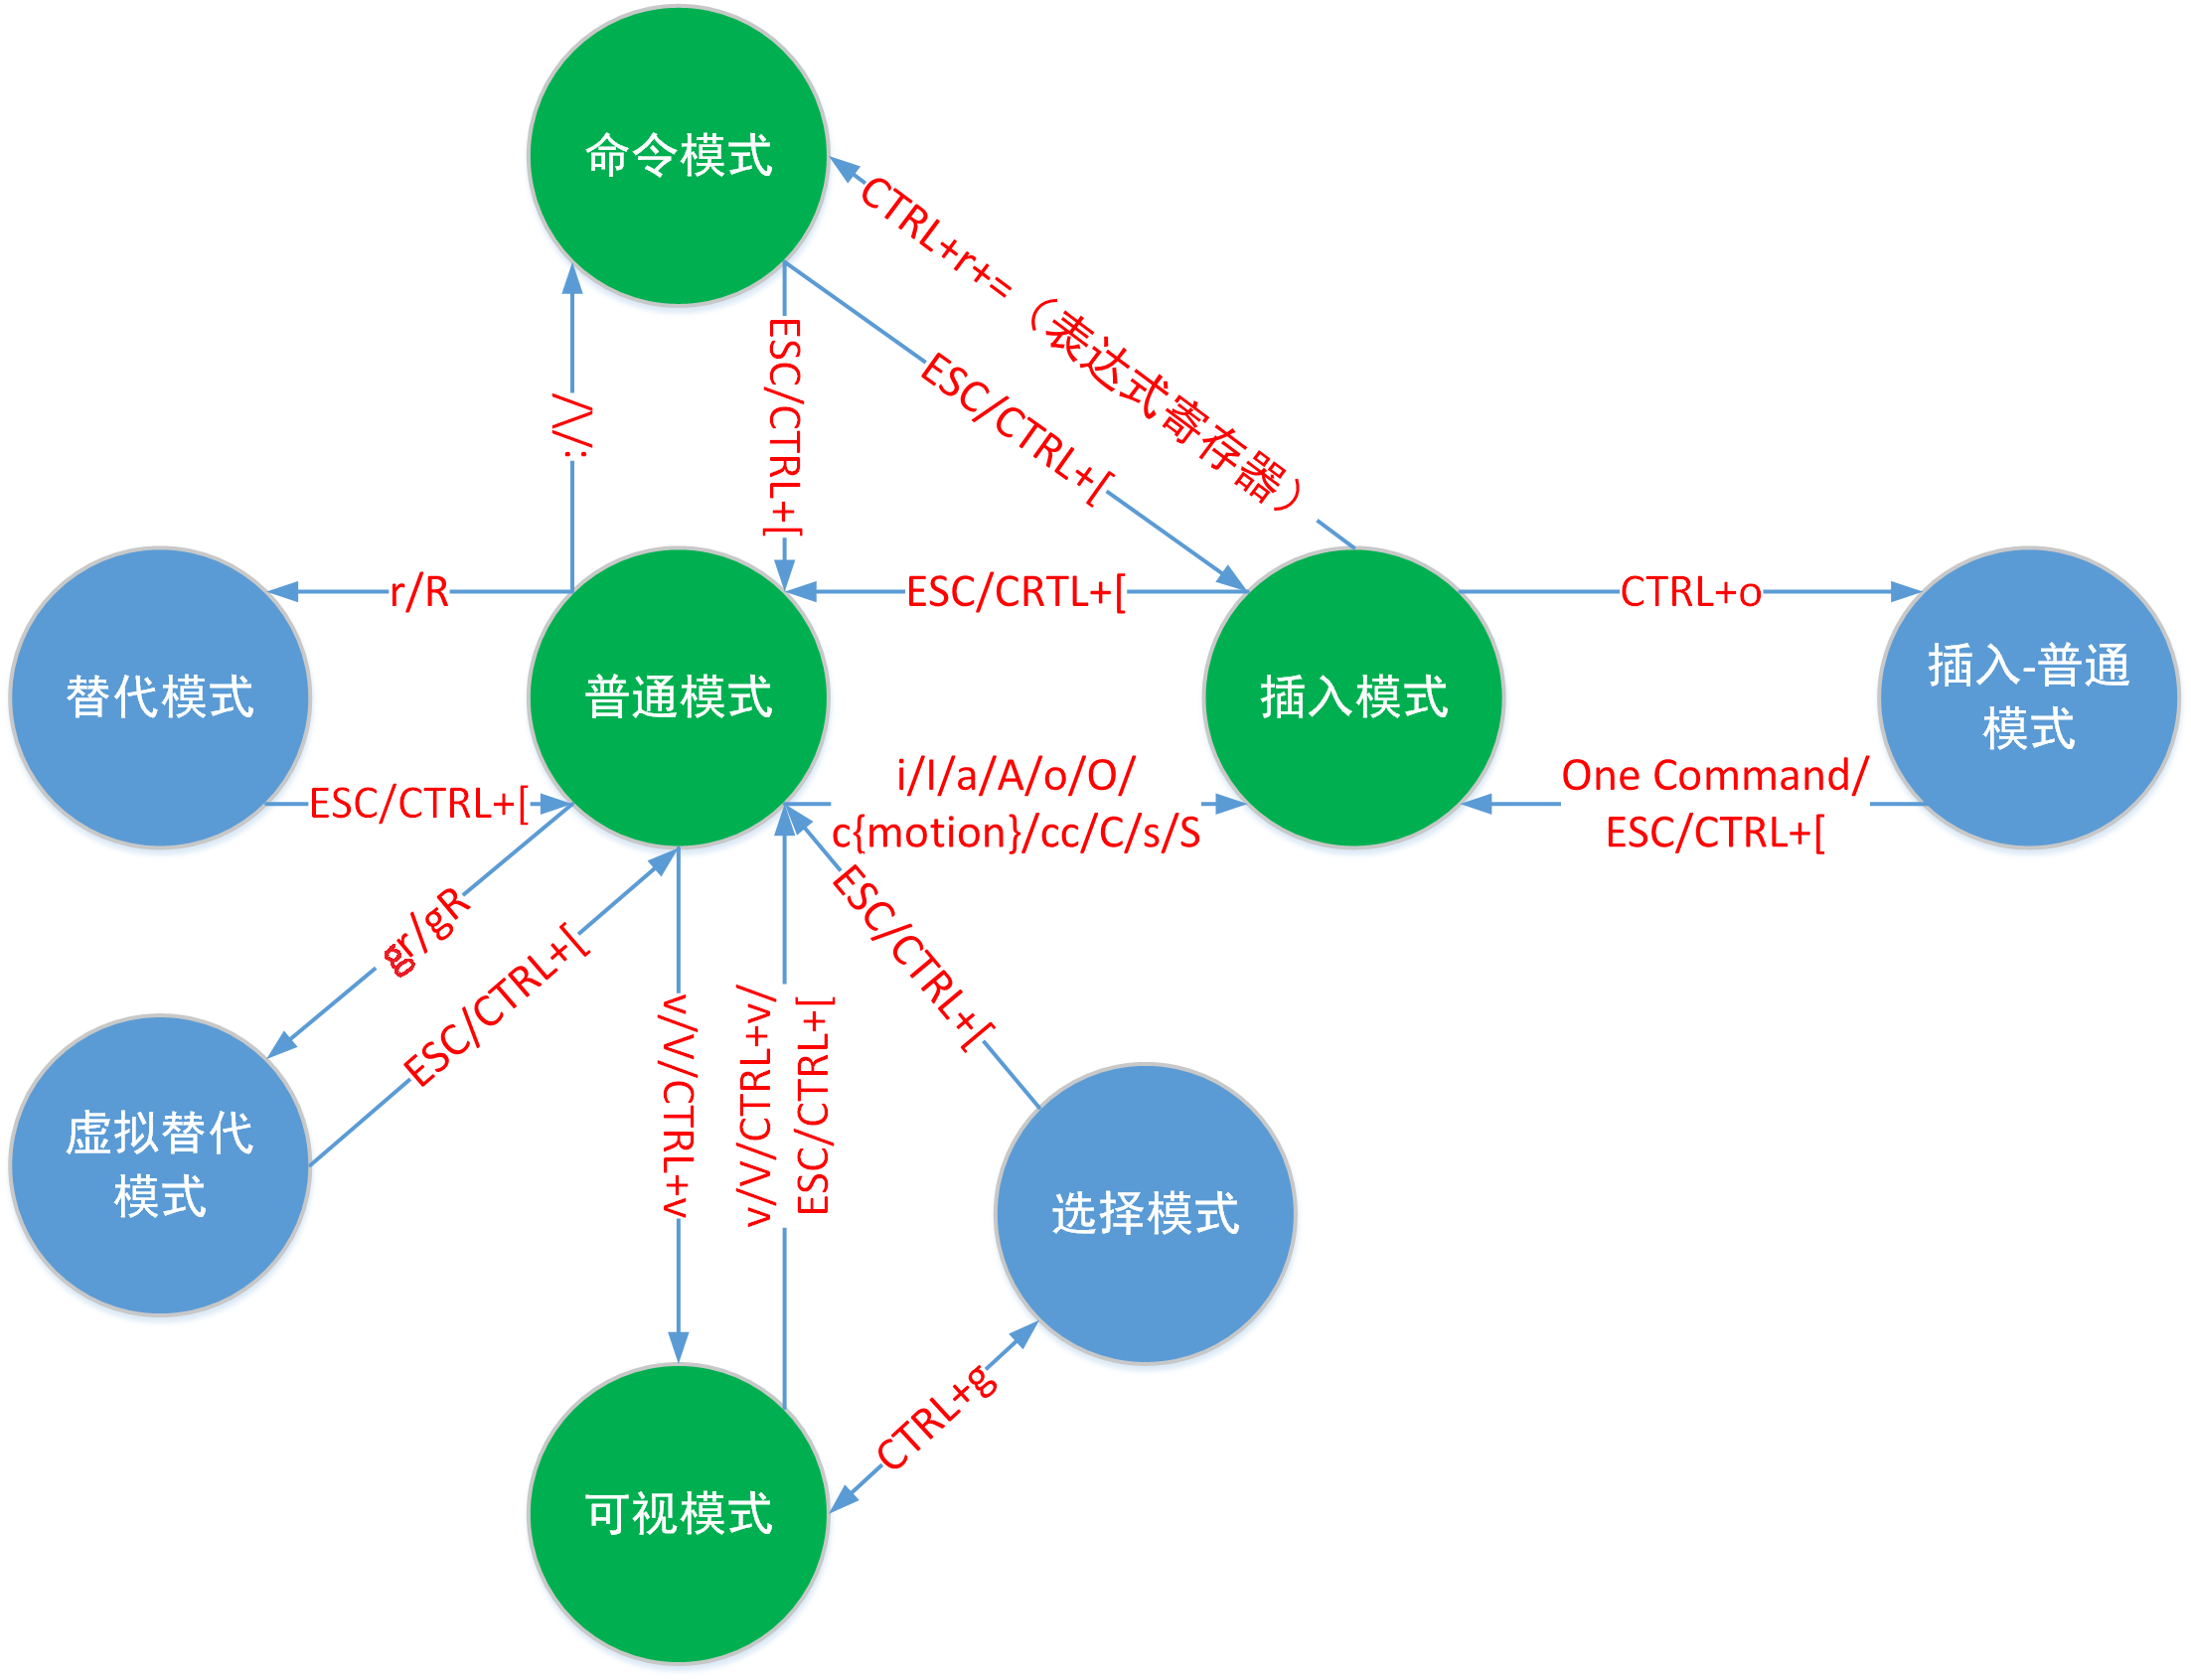 命令模式
CTRL+r+=（表达式寄存器）
ESC/CTRL+[
ESC/CTRL+[
/\/:
r/R
ESC/CRTL+[
CTRL+o
替代模式
普通模式
插入模式
插入-普通
模式
ESC/CTRL+[
i/I/a/A/o/O/
c{motion}/cc/C/s/S
One Command/
ESC/CTRL+[
gr/gR
ESC/CTRL+[
ESC/CTRL+[
v/V/CTRL+v
v/V/CTRL+v/
ESC/CTRL+[
虚拟替代
模式
选择模式
CTRL+g
可视模式